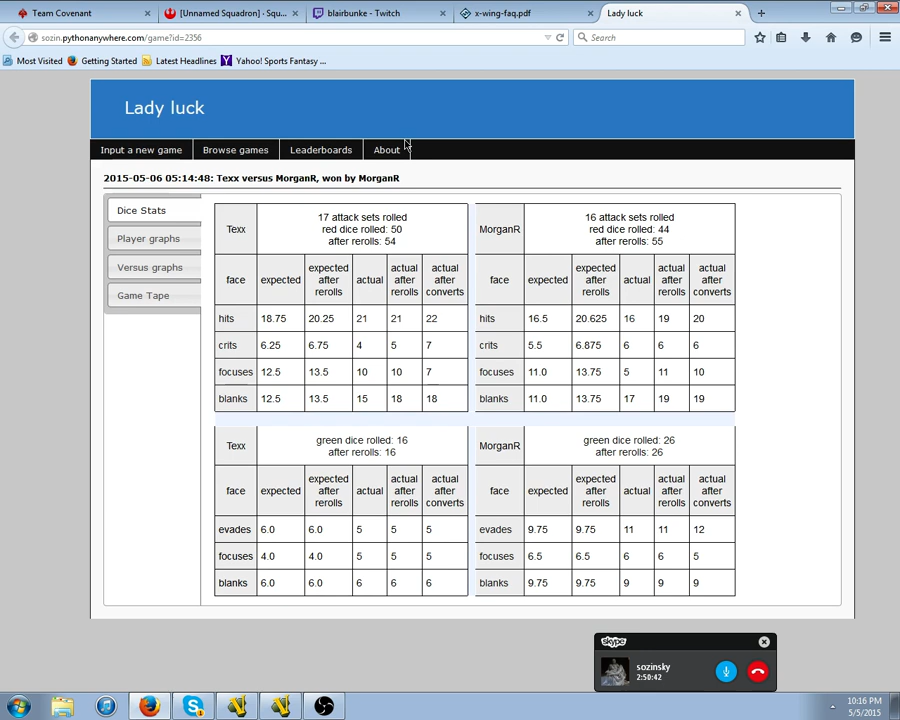 Team Covenant
[Unnamed Squadron] - Squ...
blairbunke - Twitch
x-wing-faq.pdf
Lady luck
sozin.pythonanywhere.com/game?id=2356
Search
Most Visited
Getting Started
Latest Headlines
Yahoo! Sports Fantasy ...
Lady luck
Input a new game
Browse games
Leaderboards
About
2015-05-06 05:14:48: Texx versus MorganR, won by MorganR
Dice Stats
Player graphs
Versus graphs
Game Tape
Texx
17 attack sets rolled
red dice rolled: 50
after rerolls: 54
face expected expected after rerolls actual actual after rerolls actual after converts
hits 18.75 20.25 21 21 22
crits 6.25 6.75 4 5 7
focuses 12.5 13.5 10 10 7
blanks 12.5 13.5 15 18 18
MorganR
16 attack sets rolled
red dice rolled: 44
after rerolls: 55
face expected expected after rerolls actual actual after rerolls actual after converts
hits 16.5 20.625 16 19 20
crits 5.5 6.875 6 6 6
focuses 11.0 13.75 5 11 10
blanks 11.0 13.75 17 19 19
Texx
green dice rolled: 16
after rerolls: 16
face expected expected after rerolls actual actual after rerolls actual after converts
evades 6.0 6.0 5 5 5
focuses 4.0 4.0 5 5 5
blanks 6.0 6.0 6 6 6
MorganR
green dice rolled: 26
after rerolls: 26
face expected expected after rerolls actual actual after rerolls actual after converts
evades 9.75 9.75 11 11 12
focuses 6.5 6.5 6 6 5
blanks 9.75 9.75 9 9 9
skype
sozinsky
2:50:42
10:16 PM
5/5/2015